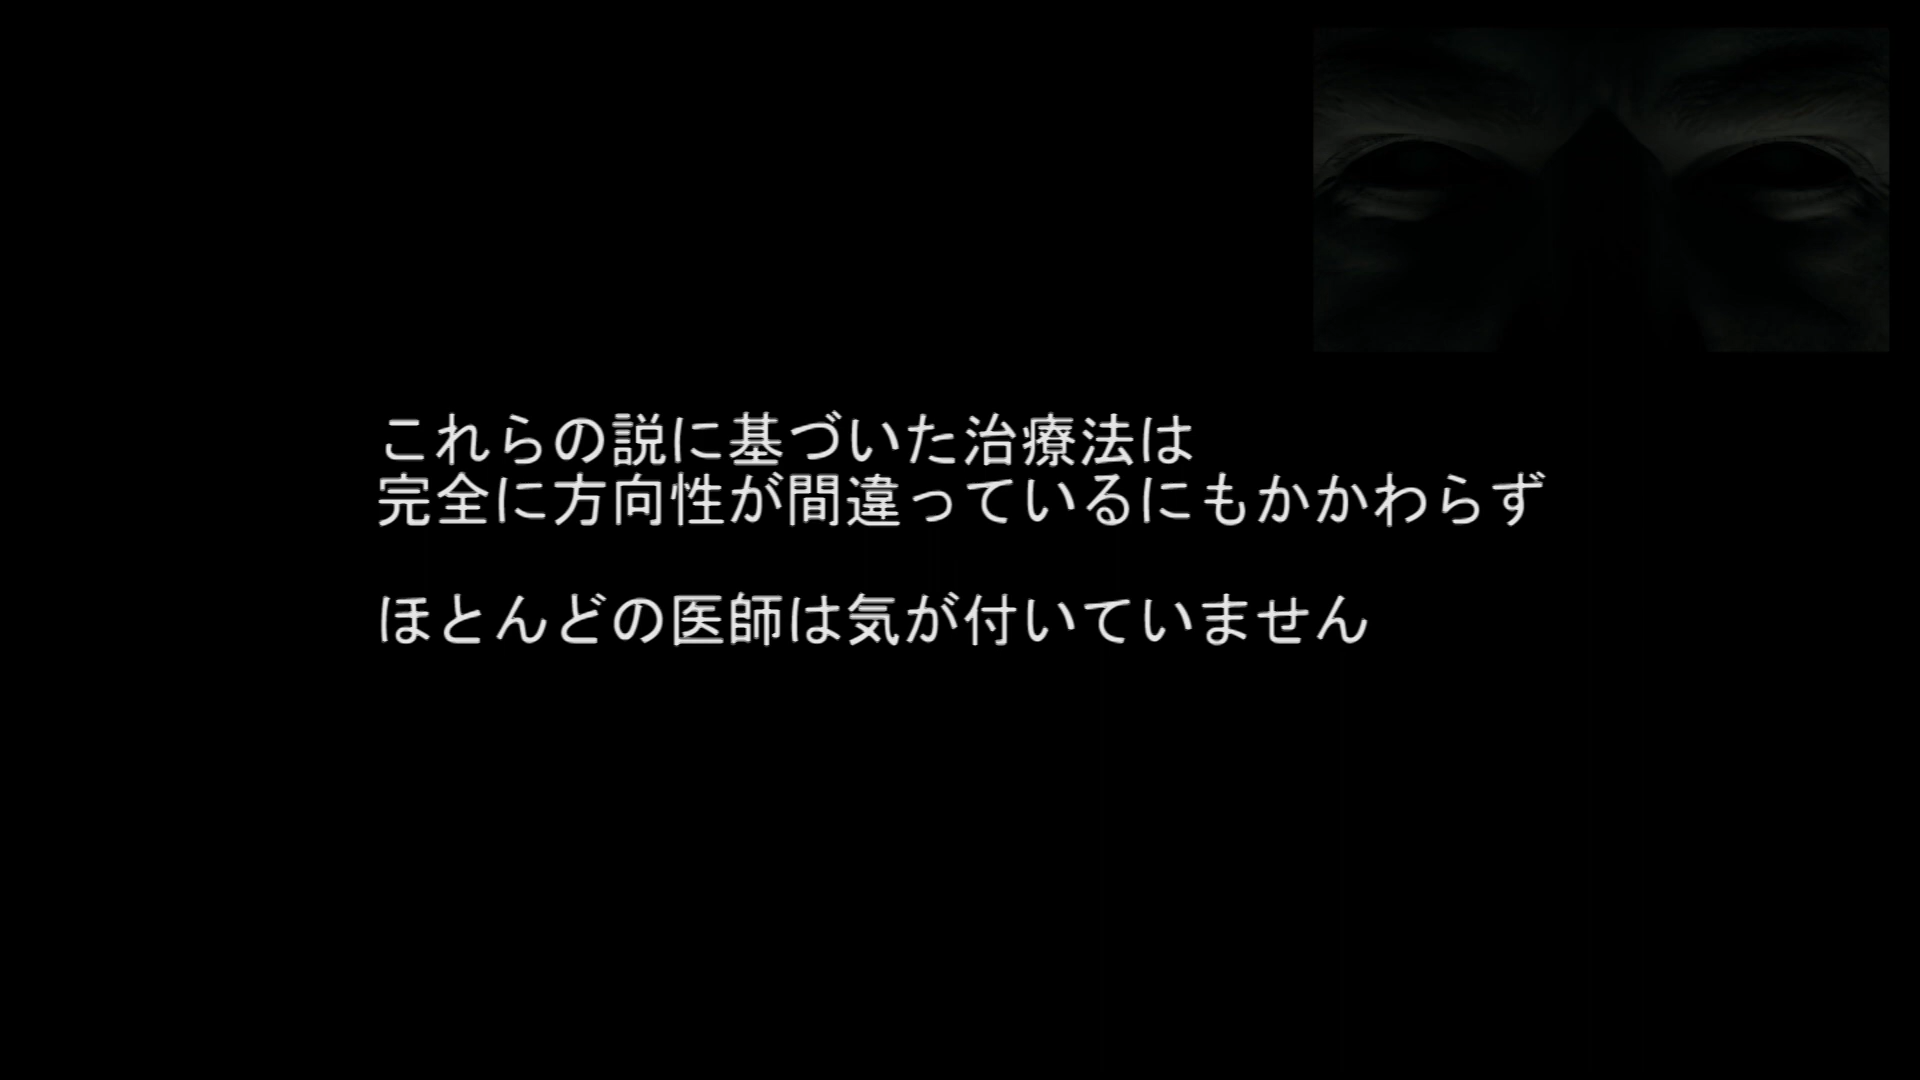 これらの説に基づいた治療法は
完全に方向性が間違っているにもかかわらず
ほとんどの医師は気が付いていません